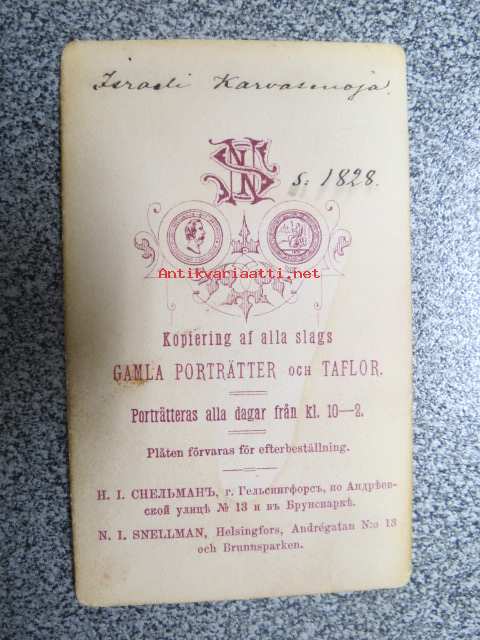 Israeli Karvasmoja.
s: 1828.
Antikvariaatti.net
Kopiering af alla slags
GAMLA PORTRÄTTER OCH TAFLOR.
Porträtteras alla dagar från kl. 10—2.
Plåten förvaras för efterbeställning.
Н. І. СНЕЛЬМАНЪ, г. Гельсингфорсъ, по Андрѣев-
ской улицѣ № 13 и въ Брунспаркѣ.
N. I. SNELLMAN, Helsingfors, Andrégatan N:o 13
och Brunnsparken.